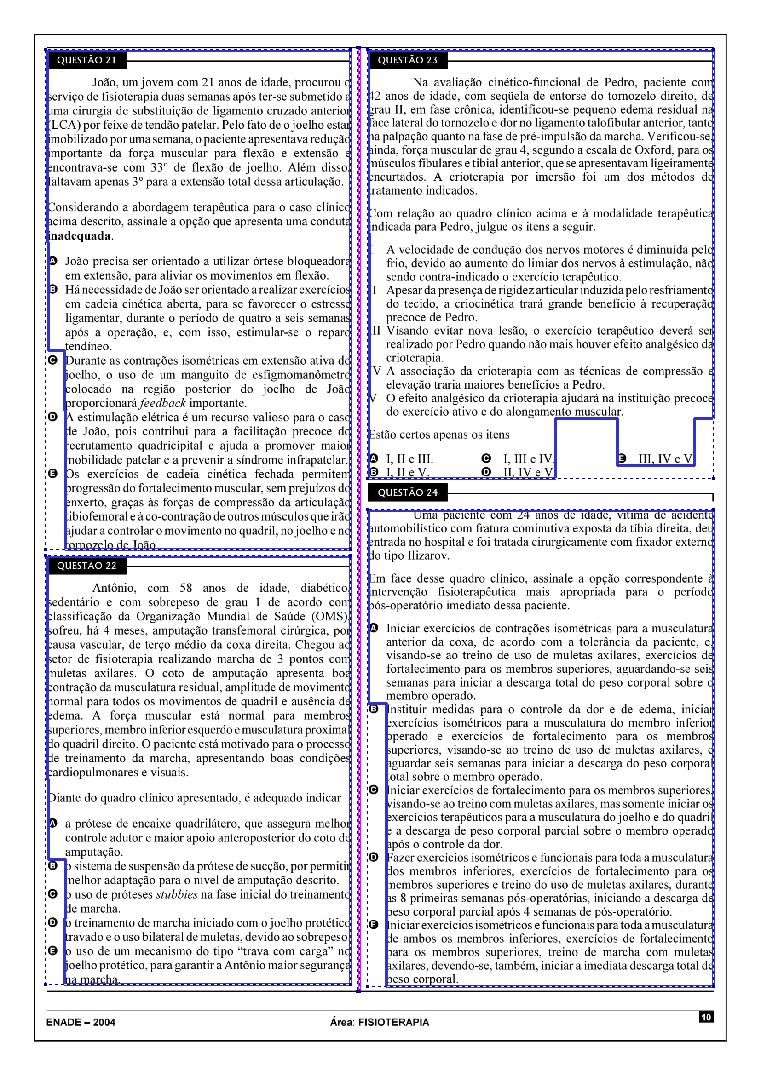 QUESTÃO 21
João, um jovem com 21 anos de idade, procurou o
serviço de fisioterapia duas semanas após ter-se submetido a
uma cirurgia de substituição de ligamento cruzado anterior
(LCA) por feixe de tendão patelar. Pelo fato de o joelho estar
imobilizado por uma semana, o paciente apresentava redução
importante da força muscular para flexão e extensão e
encontrava-se com 33º de flexão de joelho. Além disso,
faltavam apenas 3º para a extensão total dessa articulação.
Considerando a abordagem terapêutica para o caso clínico
acima descrito, assinale a opção que apresenta uma conduta
inadequada.
A João precisa ser orientado a utilizar órtese bloqueadora
em extensão, para aliviar os movimentos em flexão.
B Há necessidade de João ser orientado a realizar exercícios
em cadeia cinética aberta, para se favorecer o estresse
ligamentar, durante o período de quatro a seis semanas
após a operação, e, com isso, estimular-se o reparo
tendíneo.
C Durante as contrações isométricas em extensão ativa do
joelho, o uso de um manguito de esfigmomanômetro
colocado na região posterior do joelho de João
proporcionará feedback importante.
D A estimulação elétrica é um recurso valioso para o caso
de João, pois contribui para a facilitação precoce do
recrutamento quadricipital e ajuda a promover maior
mobilidade patelar e a prevenir a síndrome infrapatelar.
E Os exercícios de cadeia cinética fechada permitem
progressão do fortalecimento muscular, sem prejuízos do
enxerto, graças às forças de compressão da articulação
tibiofemoral e à co-contração de outros músculos que irão
ajudar a controlar o movimento no quadril, no joelho e no
tornozelo de João.
QUESTÃO 22
Antônio, com 58 anos de idade, diabético,
sedentário e com sobrepeso de grau 1 de acordo com
classificação da Organização Mundial de Saúde (OMS),
sofreu, há 4 meses, amputação transfemoral cirúrgica, por
causa vascular, de terço médio da coxa direita. Chegou ao
setor de fisioterapia realizando marcha de 3 pontos com
muletas axilares. O coto de amputação apresenta boa
contração da musculatura residual, amplitude de movimento
normal para todos os movimentos de quadril e ausência de
edema. A força muscular está normal para membros
superiores, membro inferior esquerdo e musculatura proximal
do quadril direito. O paciente está motivado para o processo
de treinamento da marcha, apresentando boas condições
cardiopulmonares e visuais.
Diante do quadro clínico apresentado, é adequado indicar
A a prótese de encaixe quadrilátero, que assegura melhor
controle adutor e maior apoio anteroposterior do coto de
amputação.
B o sistema de suspensão da prótese de sucção, por permitir
melhor adaptação para o nível de amputação descrito.
C o uso de próteses stubbies na fase inicial do treinamento
de marcha.
D o treinamento de marcha iniciado com o joelho protético
travado e o uso bilateral de muletas, devido ao sobrepeso.
E o uso de um mecanismo do tipo “trava com carga” no
joelho protético, para garantir a Antônio maior segurança
na marcha.
QUESTÃO 23
Na avaliação cinético-funcional de Pedro, paciente com
42 anos de idade, com seqüela de entorse do tornozelo direito, de
grau II, em fase crônica, identificou-se pequeno edema residual na
face lateral do tornozelo e dor no ligamento talofibular anterior, tanto
na palpação quanto na fase de pré-impulsão da marcha. Verificou-se,
ainda, força muscular de grau 4, segundo a escala de Oxford, para os
músculos fibulares e tibial anterior, que se apresentavam ligeiramente
encurtados. A crioterapia por imersão foi um dos métodos de
tratamento indicados.
Com relação ao quadro clínico acima e à modalidade terapêutica
indicada para Pedro, julgue os itens a seguir.
I A velocidade de condução dos nervos motores é diminuída pelo
frio, devido ao aumento do limiar dos nervos à estimulação, não
sendo contra-indicado o exercício terapêutico.
II Apesar da presença de rigidez articular induzida pelo resfriamento
do tecido, a criocinética trará grande benefício à recuperação
precoce de Pedro.
III Visando evitar nova lesão, o exercício terapêutico deverá ser
realizado por Pedro quando não mais houver efeito analgésico da
crioterapia.
IV A associação da crioterapia com as técnicas de compressão e
elevação traria maiores benefícios a Pedro.
V O efeito analgésico da crioterapia ajudará na instituição precoce
do exercício ativo e do alongamento muscular.
Estão certos apenas os itens
A I, II e III. C I, III e IV. E III, IV e V.
B I, II e V. D II, IV e V.
QUESTÃO 24
Uma paciente com 24 anos de idade, vítima de acidente
automobilístico com fratura cominutiva exposta da tíbia direita, deu
entrada no hospital e foi tratada cirurgicamente com fixador externo
do tipo Ilizarov.
Em face desse quadro clínico, assinale a opção correspondente à
intervenção fisioterapêutica mais apropriada para o período
pós-operatório imediato dessa paciente.
A Iniciar exercícios de contrações isométricas para a musculatura
anterior da coxa, de acordo com a tolerância da paciente, e,
visando-se ao treino de uso de muletas axilares, exercícios de
fortalecimento para os membros superiores, aguardando-se seis
semanas para iniciar a descarga total do peso corporal sobre o
membro operado.
B Instituir medidas para o controle da dor e de edema, iniciar
exercícios isométricos para a musculatura do membro inferior
operado e exercícios de fortalecimento para os membros
superiores, visando-se ao treino de uso de muletas axilares, e
aguardar seis semanas para iniciar a descarga do peso corporal
total sobre o membro operado.
C Iniciar exercícios de fortalecimento para os membros superiores,
visando-se ao treino com muletas axilares, mas somente iniciar os
exercícios terapêuticos para a musculatura do joelho e do quadril
e a descarga de peso corporal parcial sobre o membro operado
após o controle da dor.
D Fazer exercícios isométricos e funcionais para toda a musculatura
dos membros inferiores, exercícios de fortalecimento para os
membros superiores e treino do uso de muletas axilares, durante
as 8 primeiras semanas pós-operatórias, iniciando a descarga de
peso corporal parcial após 4 semanas de pós-operatório.
E Iniciar exercícios isométricos e funcionais para toda a musculatura
de ambos os membros inferiores, exercícios de fortalecimento
para os membros superiores, treino de marcha com muletas
axilares, devendo-se, também, iniciar a imediata descarga total de
peso corporal.
ENADE – 2004 Área: FISIOTERAPIA 10